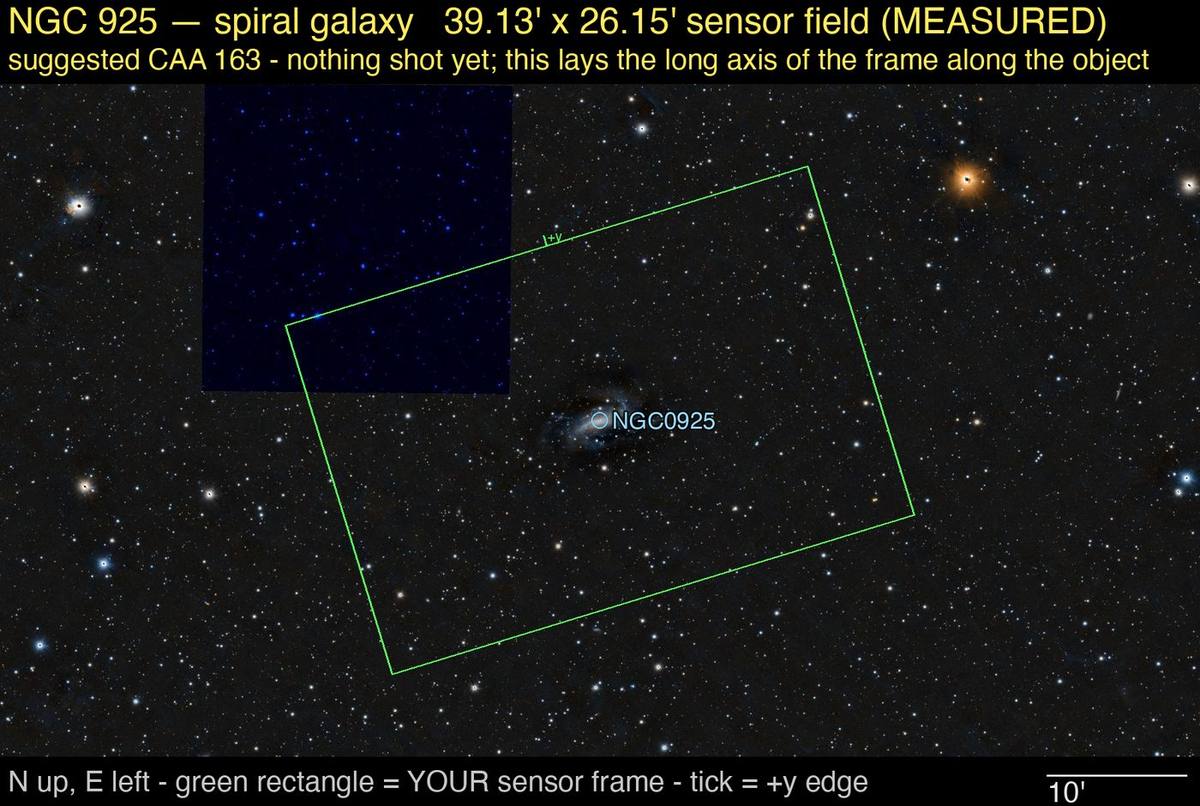 NGC 925 — spiral galaxy 39.13' x 26.15' sensor field (MEASURED)
suggested CAA 163 - nothing shot yet; this lays the long axis of the frame along the object
+y
NGC0925
N up, E left - green rectangle = YOUR sensor frame - tick = +y edge
10'